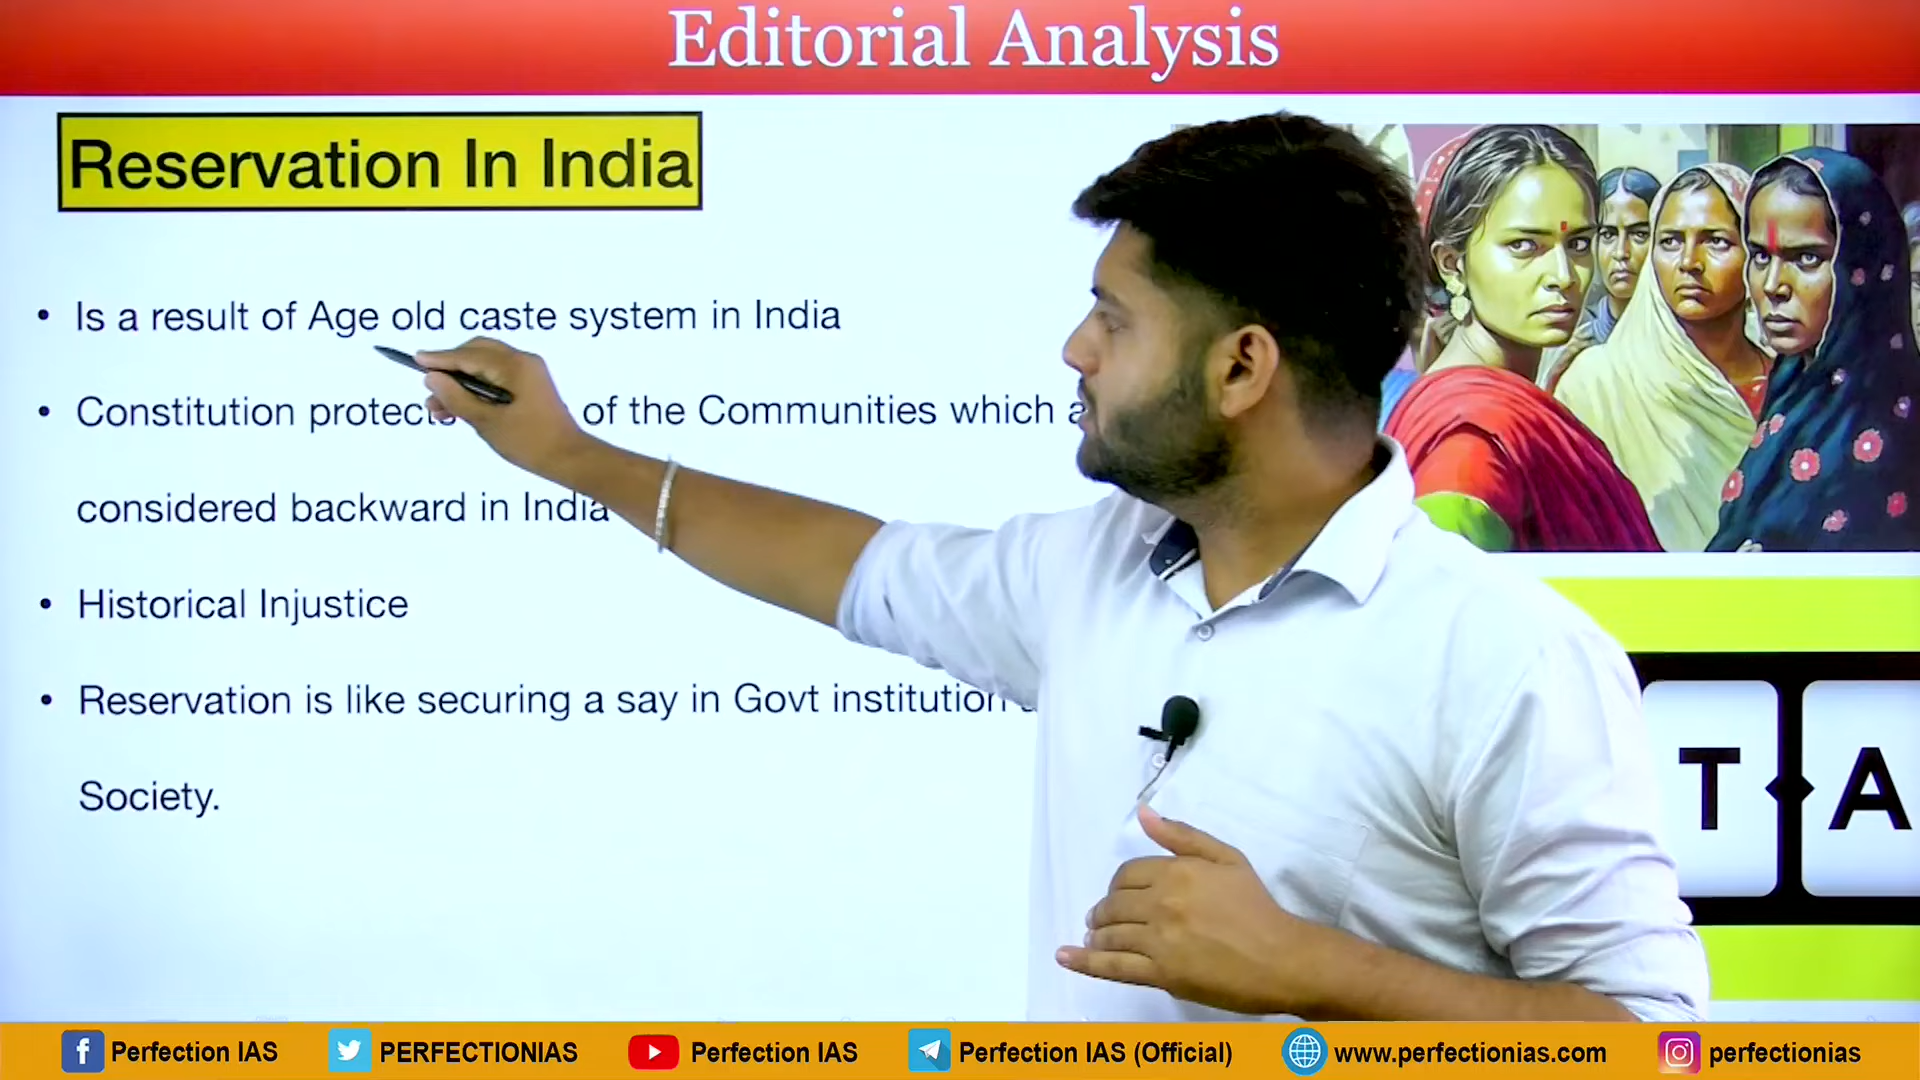 Editorial Analysis
Reservation In India
• Is a result of Age old caste system in India
• Constitution protects of the Communities which
considered backward in India
• Historical Injustice
• Reservation is like securing a say in Govt institution
Society.
T A
Perfection IAS PERFECTIONIAS Perfection IAS Perfection IAS (Official) www.perfectionias.com perfectionias